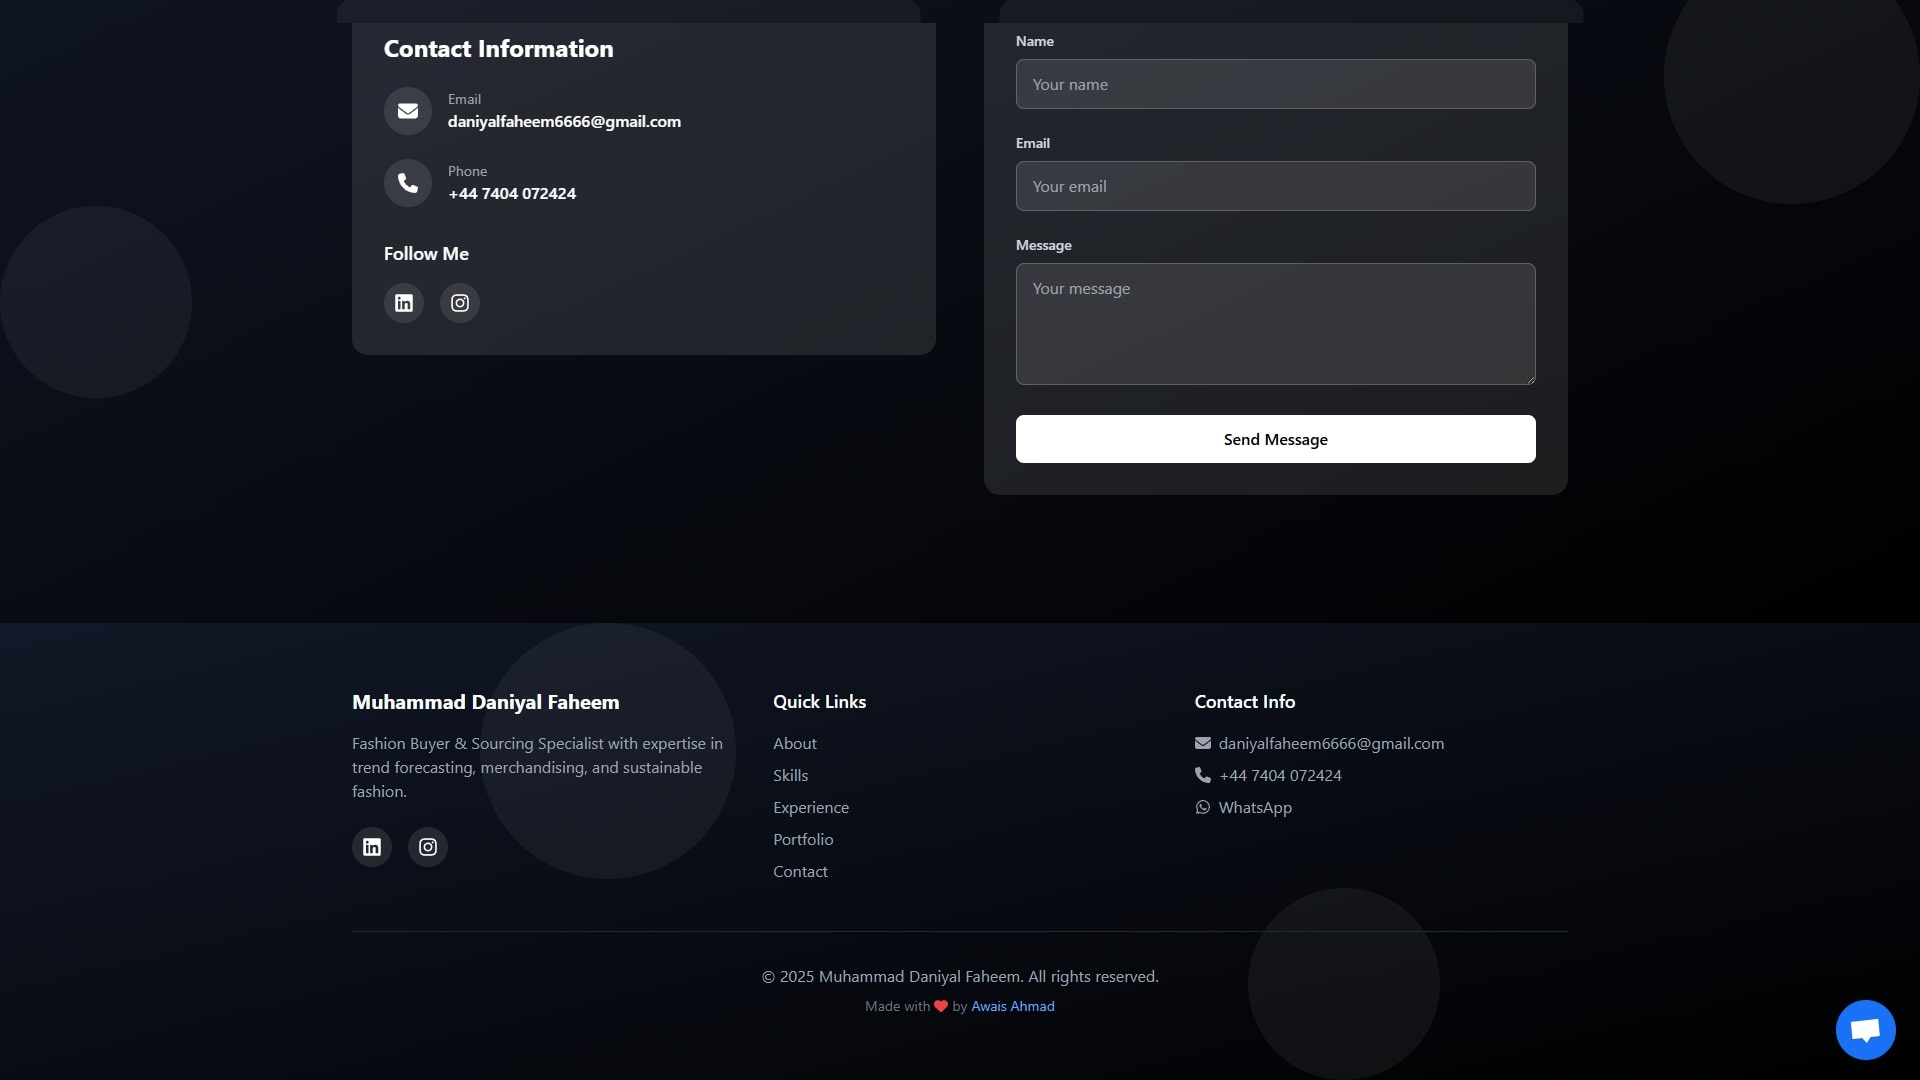 Contact Information
Email
daniyalfaheem6666@gmail.com
Phone
+44 7404 072424
Follow Me
Name
Your name
Email
Your email
Message
Your message
Send Message
Muhammad Daniyal Faheem
Fashion Buyer & Sourcing Specialist with expertise in
trend forecasting, merchandising, and sustainable
fashion.
Quick Links
About
Skills
Experience
Portfolio
Contact
Contact Info
daniyalfaheem6666@gmail.com
+44 7404 072424
WhatsApp
© 2025 Muhammad Daniyal Faheem. All rights reserved.
Made with ❤ by Awais Ahmad